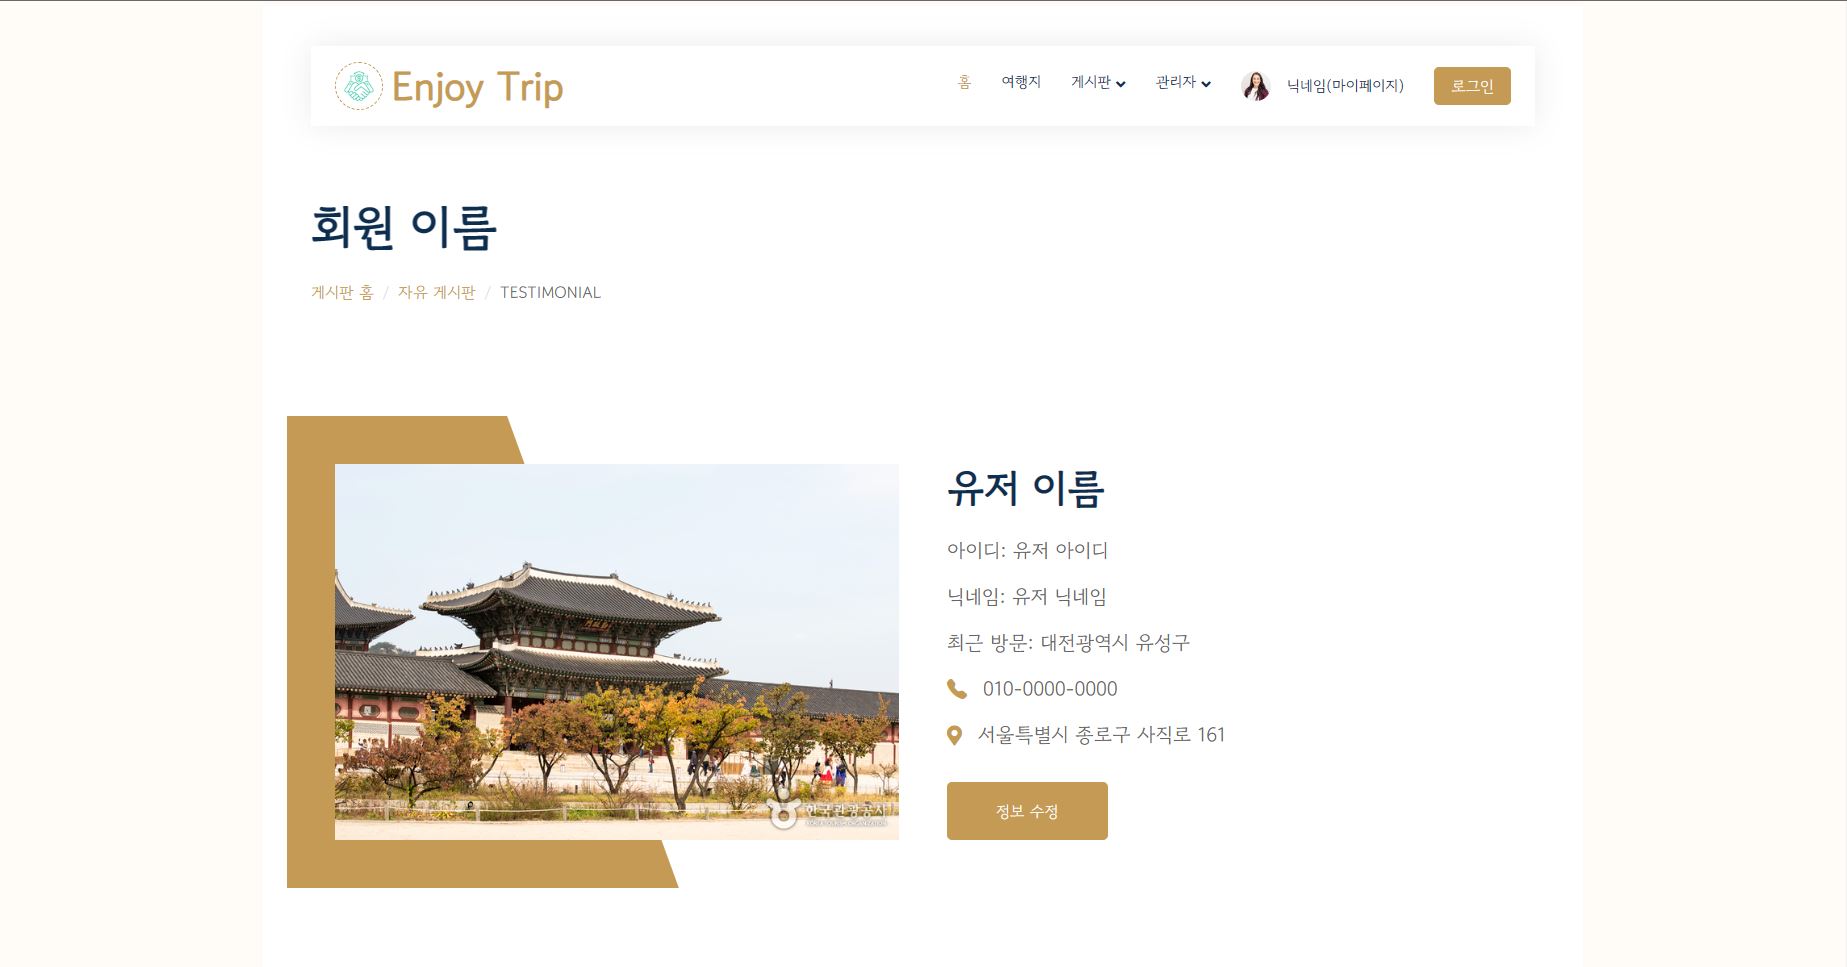 Enjoy Trip
홈 여행지 게시판 관리자 닉네임(마이페이지) 로그인
회원 이름
게시판 홈 / 자유 게시판 / TESTIMONIAL
유저 이름
아이디: 유저 아이디
닉네임: 유저 닉네임
최근 방문: 대전광역시 유성구
010-0000-0000
서울특별시 종로구 사직로 161
정보 수정
한국관광공사
KOREA TOURISM ORGANIZATION